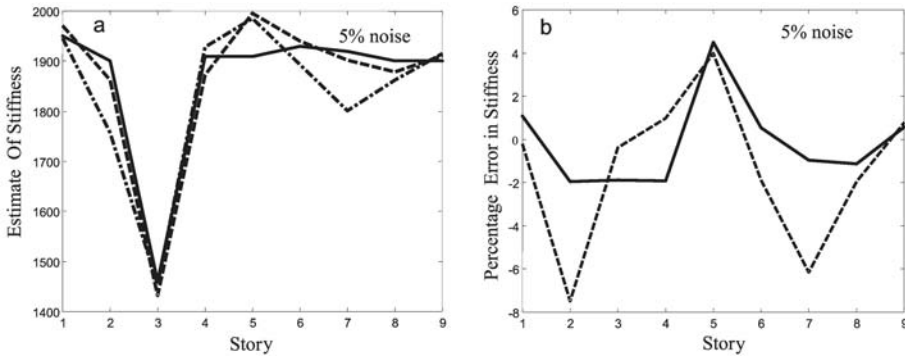 a
5% noise
Estimate Of Stiffness
2000
1900
1800
1700
1600
1500
1400
1 2 3 4 5 6 7 8 9
Story
b
5% noise
Percentage Error in Stiffness
6
4
2
0
-2
-4
-6
-8
1 2 3 4 5 6 7 8 9
Story